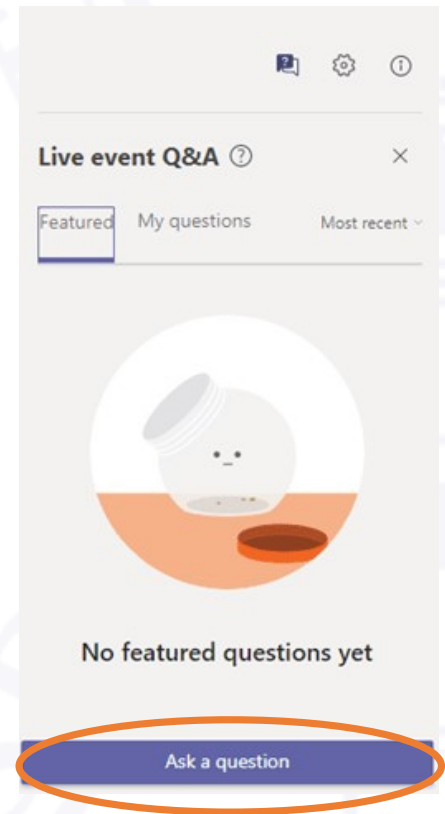 Live event Q&A
Featured My questions Most recent
No featured questions yet
Ask a question